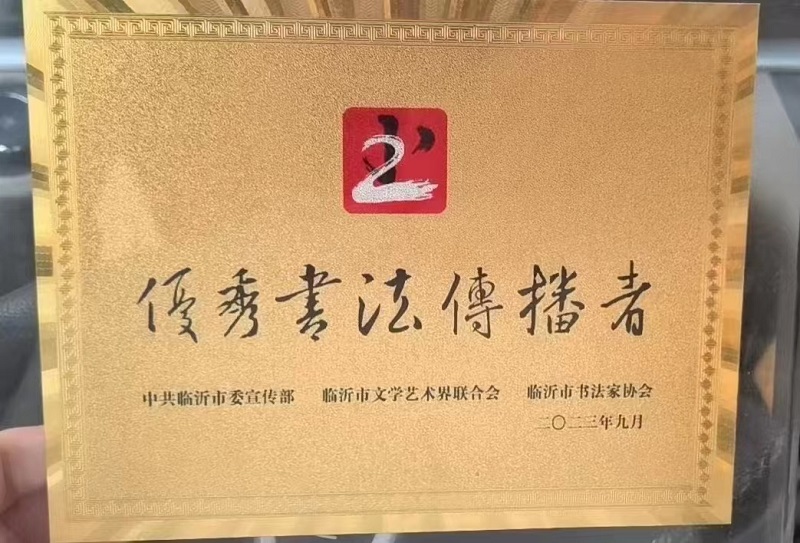 優秀書法傳播者
中共临沂市委宣传部 临沂市文学艺术界联合会 临沂市书法家协会
二〇二三年九月